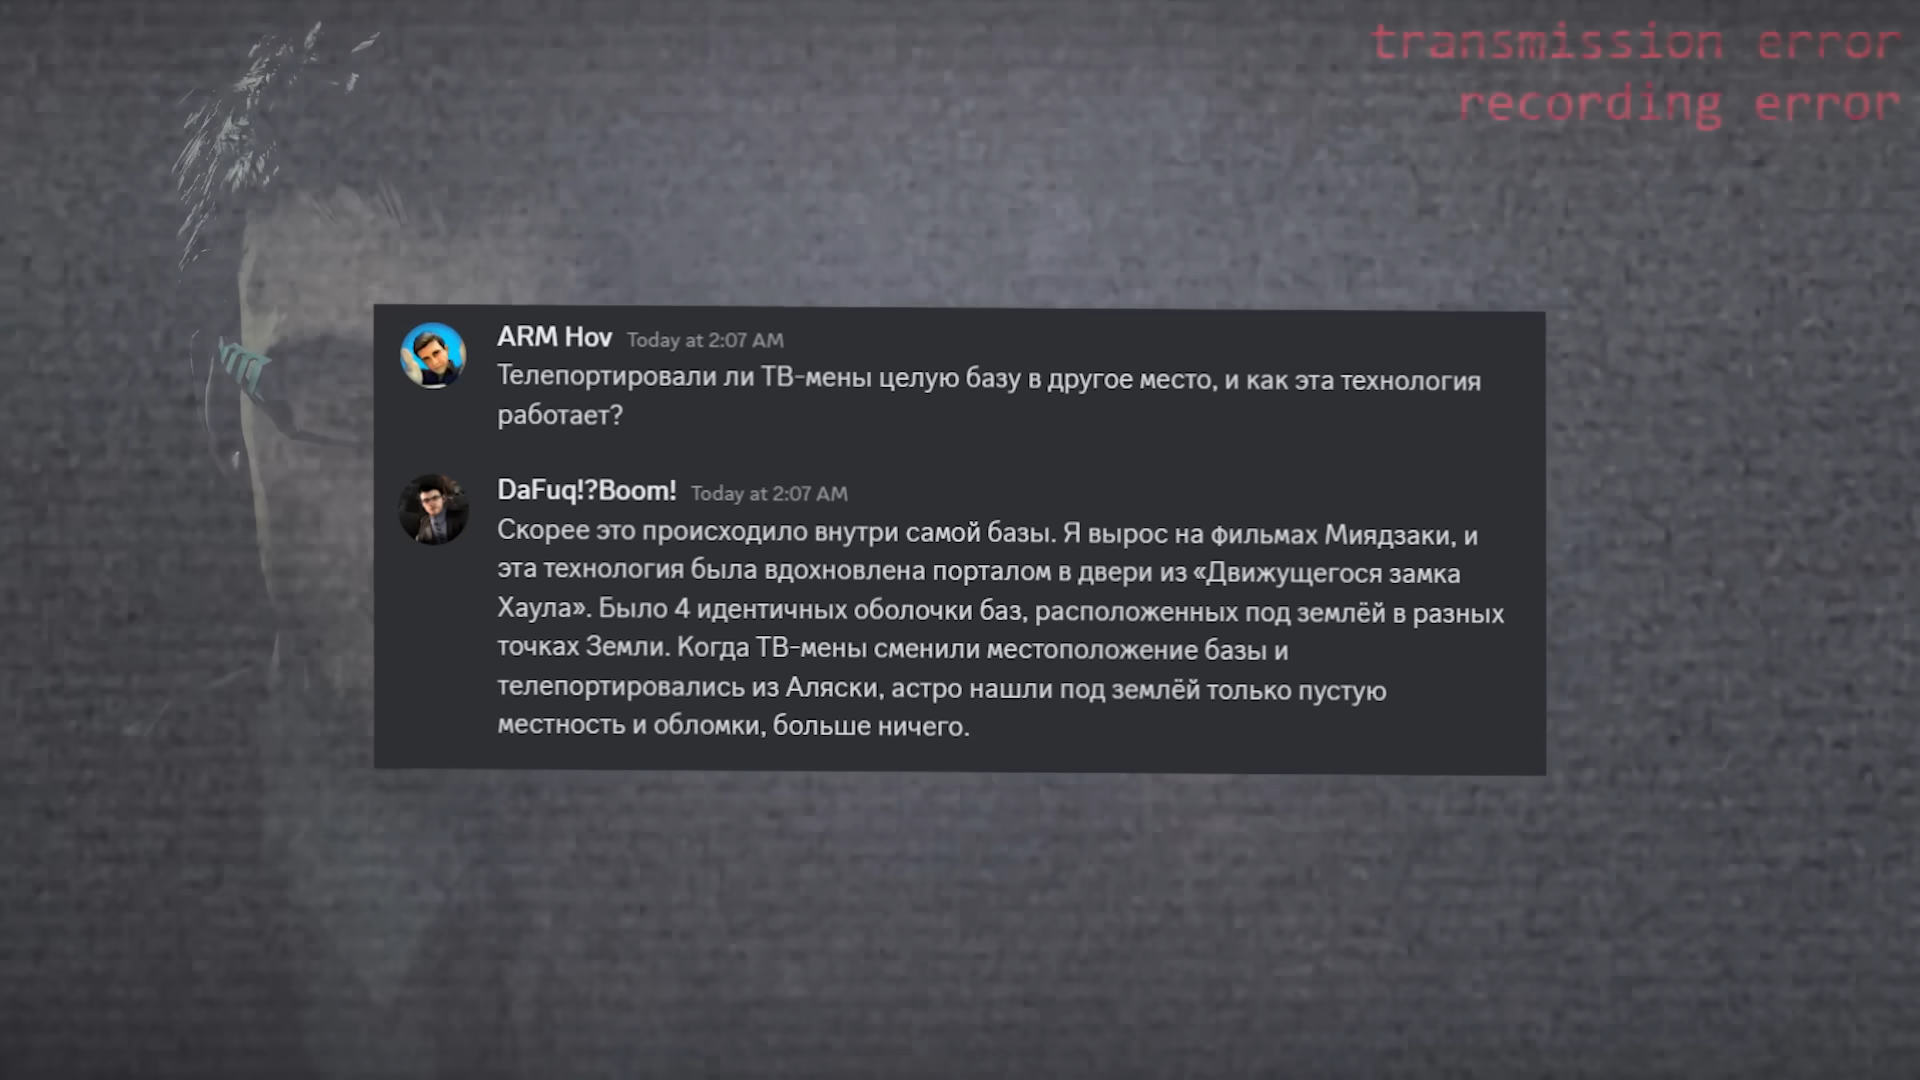 transmission error
recording error
ARM Hov Today at 2:07 AM
Телепортировали ли ТВ-мены целую базу в другое место, и как эта технология
работает?
DaFuq!?Boom! Today at 2:07 AM
Скорее это происходило внутри самой базы. Я вырос на фильмах Миядзаки, и
эта технология была вдохновлена порталом в двери из «Движущегося замка
Хаула». Было 4 идентичных оболочки баз, расположенных под землёй в разных
точках Земли. Когда ТВ-мены сменили местоположение базы и
телепортировались из Аляски, астро нашли под землёй только пустую
местность и обломки, больше ничего.